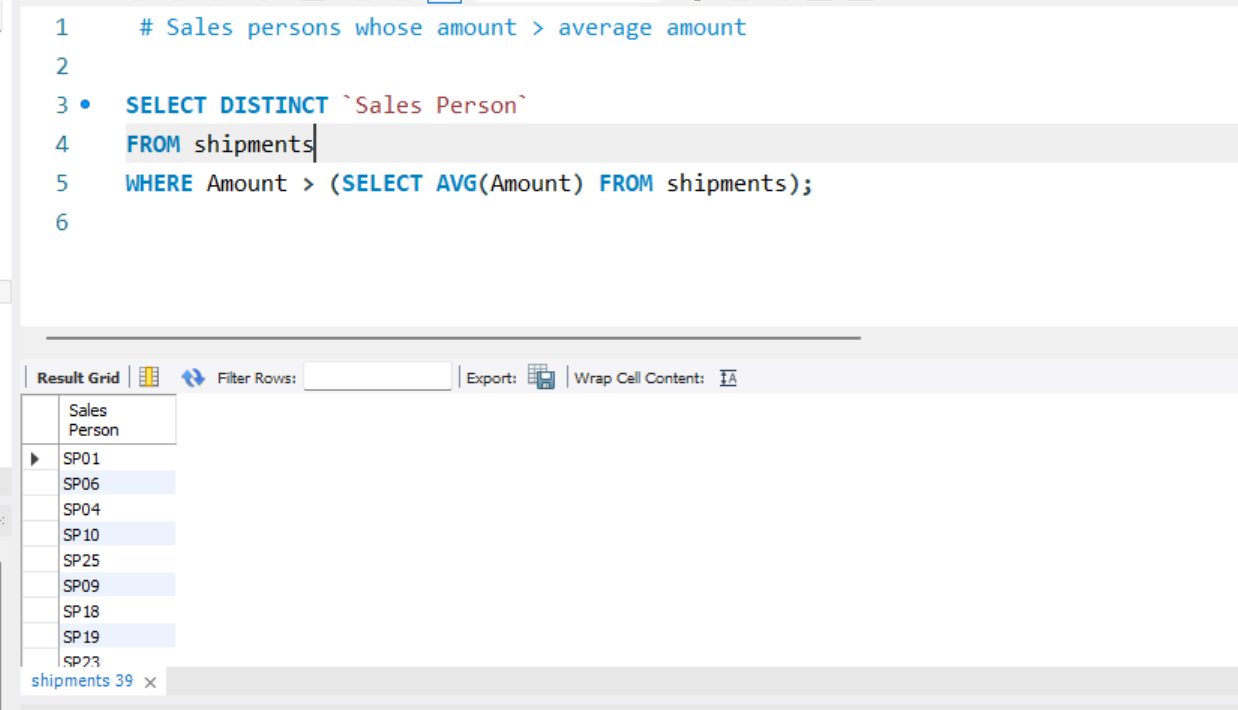 1 # Sales persons whose amount > average amount
2
3 SELECT DISTINCT `Sales Person`
4 FROM shipments
5 WHERE Amount > (SELECT AVG(Amount) FROM shipments);
6
Result Grid Filter Rows: Export: Wrap Cell Content: IA
Sales
Person
SP01
SP06
SP04
SP10
SP25
SP09
SP18
SP19
SP23
shipments 39 ×